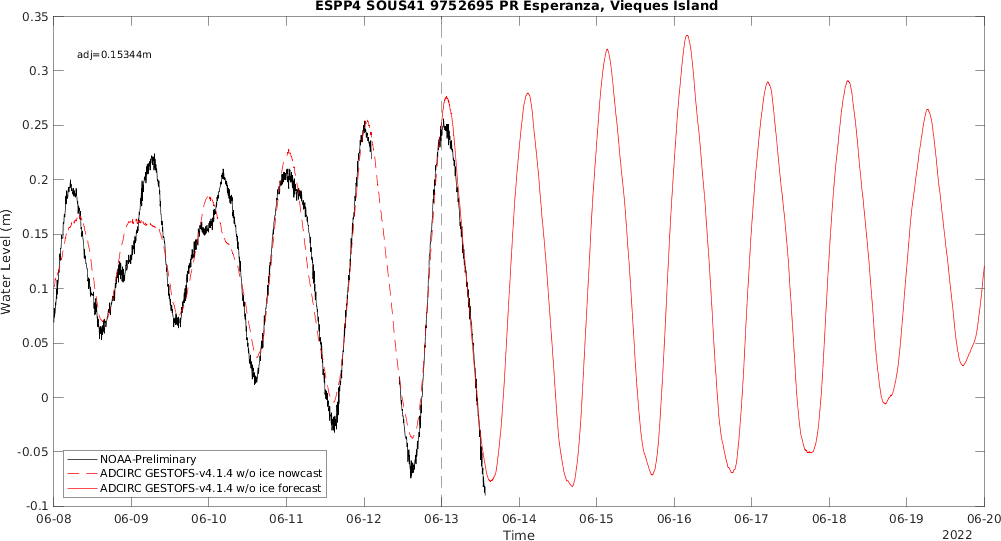 ESPP4 SOUS41 9752695 PR Esperanza, Vieques Island
0.35
adj=0.15344m
0.3
0.25
0.2
0.15
0.1
0.05
0
-0.05
-0.1
Water Level (m)
NOAA-Preliminary
ADCIRC GESTOFS-v4.1.4 w/o ice nowcast
ADCIRC GESTOFS-v4.1.4 w/o ice forecast
06-08 06-09 06-10 06-11 06-12 06-13 06-14 06-15 06-16 06-17 06-18 06-19 06-20
Time
2022